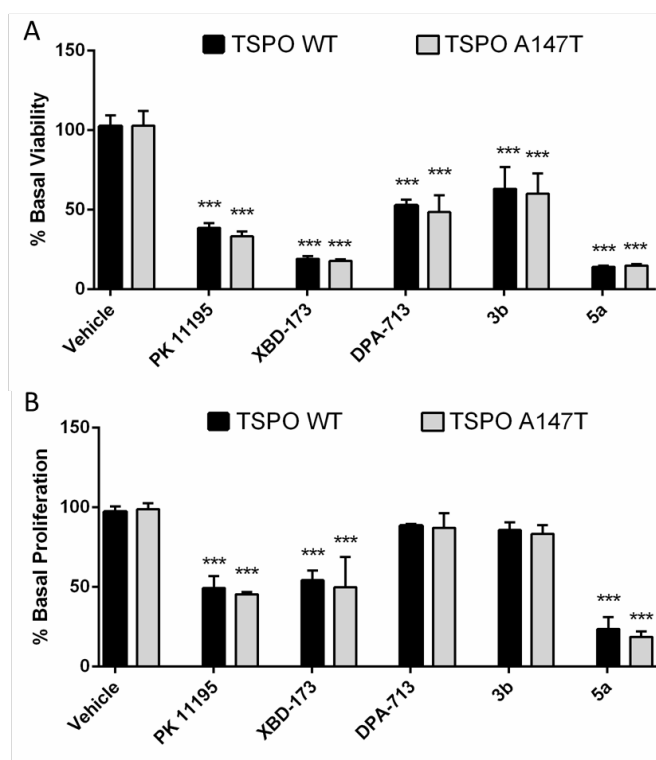 A
TSPO WT TSPO A147T
150
100
50
0
% Basal Viability
*** *** *** *** *** *** *** *** *** ***
Vehicle PK 11195 XBD-173 DPA-713 3b 5a
B
TSPO WT TSPO A147T
150
100
50
0
% Basal Proliferation
*** *** *** *** *** ***
Vehicle PK 11195 XBD-173 DPA-713 3b 5a